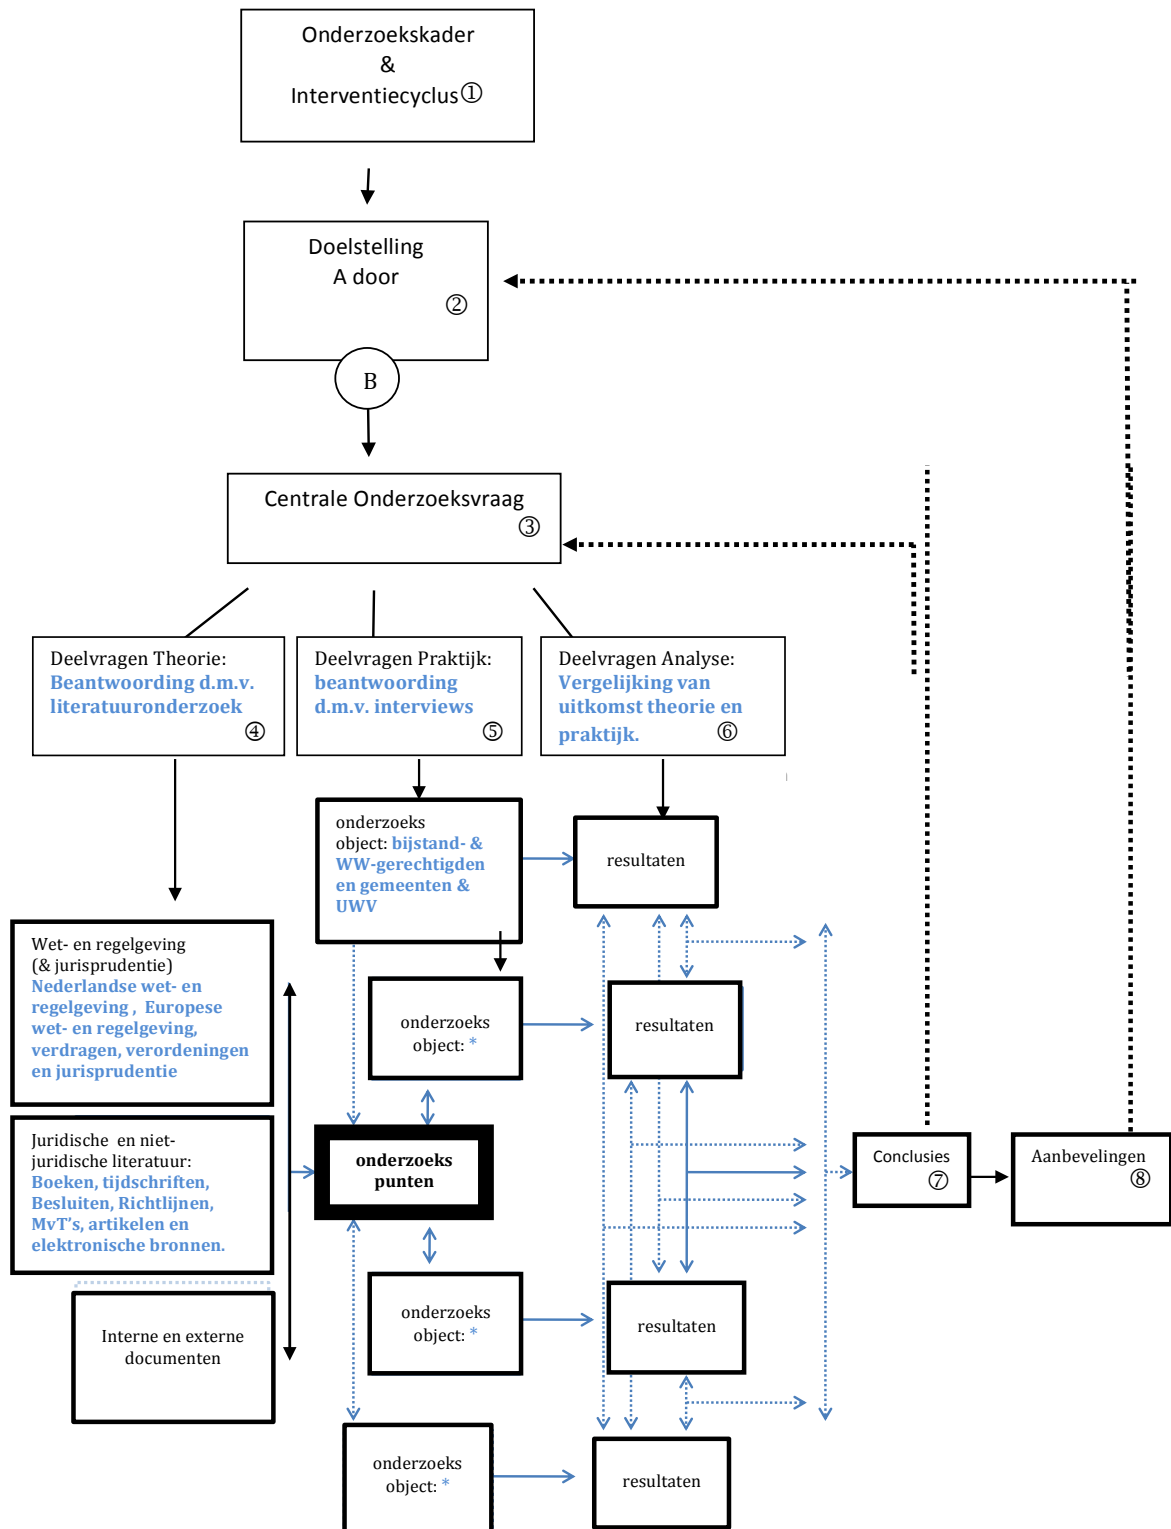 Onderzoekskader
&
Interventiecyclus①
Doelstelling
A door
②
B
Centrale Onderzoeksvraag
③
Deelvragen Theorie:
Beantwoording d.m.v.
literatuuronderzoek
④
Deelvragen Praktijk:
beantwoording
d.m.v. interviews
⑤
Deelvragen Analyse:
Vergelijking van
uitkomst theorie en
praktijk. ⑥
onderzoeks
object: bijstand- &
WW-gerechtigden
en gemeenten &
UWV
resultaten
Wet- en regelgeving
(& jurisprudentie)
Nederlandse wet- en
regelgeving , Europese
wet- en regelgeving,
verdragen, verordeningen
en jurisprudentie
onderzoeks
object: *
resultaten
Juridische en niet-
juridische literatuur:
Boeken, tijdschriften,
Besluiten, Richtlijnen,
MvT's, artikelen en
elektronische bronnen.
onderzoeks
punten
Conclusies
⑦
Aanbevelingen
⑧
Interne en externe
documenten
onderzoeks
object: *
resultaten
onderzoeks
object: *
resultaten